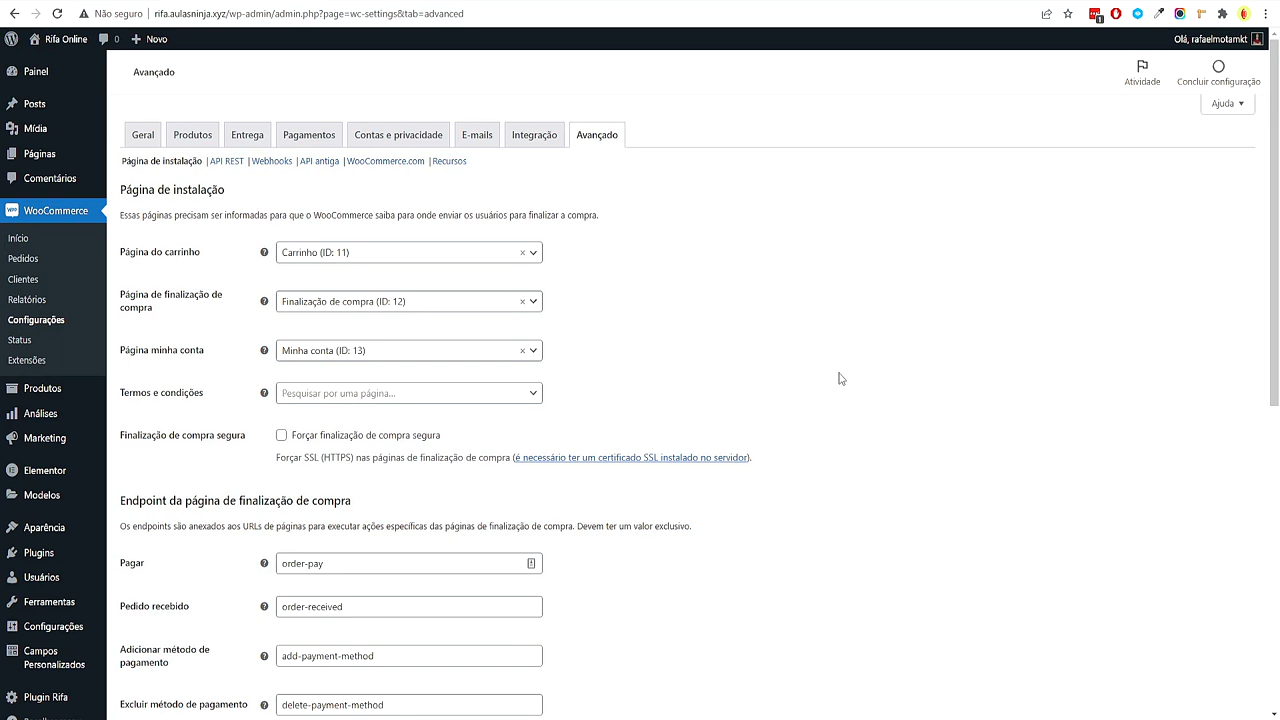 Não seguro
rifa.aulasninja.xyz/wp-admin/admin.php?page=wc-settings&tab=advanced
1
Rifa Online
0
Novo
Olá, rafaelmotamkt
Painel
Posts
Mídia
Páginas
Comentários
WooCommerce
Início
Pedidos
Clientes
Relatórios
Configurações
Status
Extensões
Produtos
Análises
Marketing
Elementor
Modelos
Aparência
Plugins
Usuários
Ferramentas
Configurações
Campos
Personalizados
Plugin Rifa
Avançado
Atividade
Concluir configuração
Ajuda
Geral
Produtos
Entrega
Pagamentos
Contas e privacidade
E-mails
Integração
Avançado
Página de instalação | API REST | Webhooks | API antiga | WooCommerce.com | Recursos
Página de instalação
Essas páginas precisam ser informadas para que o WooCommerce saiba para onde enviar os usuários para finalizar a compra.
Página do carrinho
Carrinho (ID: 11)
Página de finalização de
compra
Finalização de compra (ID: 12)
Página minha conta
Minha conta (ID: 13)
Termos e condições
Pesquisar por uma página...
Finalização de compra segura
Forçar finalização de compra segura
Forçar SSL (HTTPS) nas páginas de finalização de compra (é necessário ter um certificado SSL instalado no servidor).
Endpoint da página de finalização de compra
Os endpoints são anexados aos URLs de páginas para executar ações específicas das páginas de finalização de compra. Devem ter um valor exclusivo.
Pagar
order-pay
Pedido recebido
order-received
Adicionar método de
pagamento
add-payment-method
Excluir método de pagamento
delete-payment-method